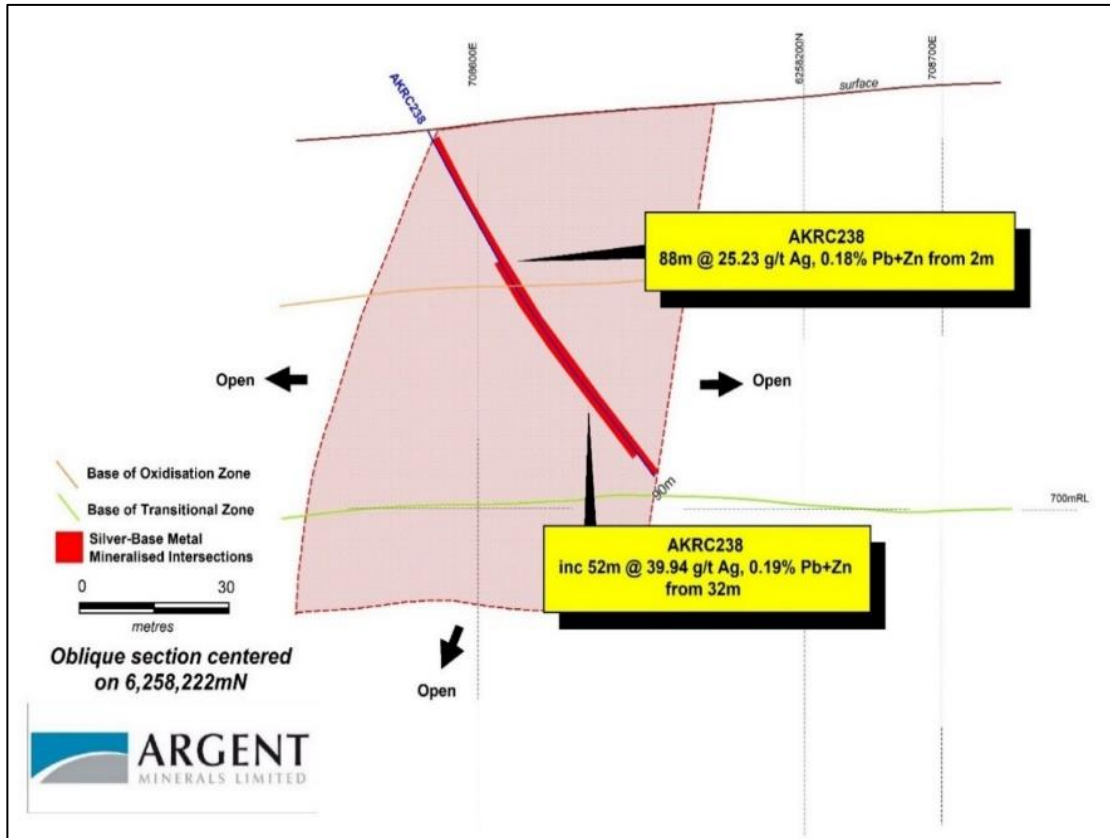 708600E
6258200N
708700E
surface
AKRC238
AKRC238
88m @ 25.23 g/t Ag, 0.18% Pb+Zn from 2m
Open
Open
Base of Oxidisation Zone
Base of Transitional Zone
Silver-Base Metal
Mineralised Intersections
90m
700mRL
AKRC238
inc 52m @ 39.94 g/t Ag, 0.19% Pb+Zn
from 32m
0 30
metres
Oblique section centered
on 6,258,222mN
Open
ARGENT
MINERALS LIMITED